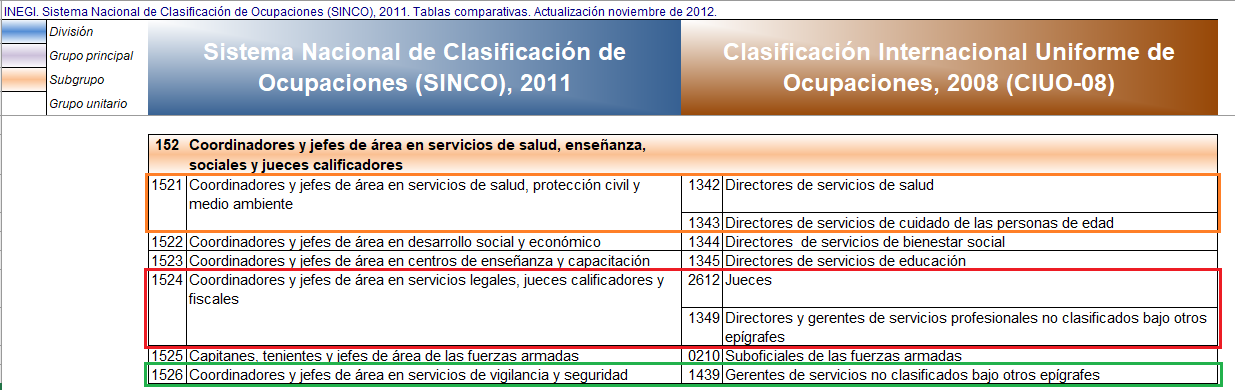 INEGI. Sistema Nacional de Clasificación de Ocupaciones (SINCO), 2011. Tablas comparativas. Actualización noviembre de 2012.
División
Grupo principal
Subgrupo
Grupo unitario
Sistema Nacional de Clasificación de
Ocupaciones (SINCO), 2011
Clasificación Internacional Uniforme de
Ocupaciones, 2008 (CIUO-08)
152 Coordinadores y jefes de área en servicios de salud, enseñanza,
sociales y jueces calificadores
1521 Coordinadores y jefes de área en servicios de salud, protección civil y
medio ambiente
1342 Directores de servicios de salud
1343 Directores de servicios de cuidado de las personas de edad
1522 Coordinadores y jefes de área en desarrollo social y económico
1344 Directores  de servicios de bienestar social
1523 Coordinadores y jefes de área en centros de enseñanza y capacitación
1345 Directores de servicios de educación
1524 Coordinadores y jefes de área en servicios legales, jueces calificadores y
fiscales
2612 Jueces
1349 Directores y gerentes de servicios profesionales no clasificados bajo otros
epígrafes
1525 Capitanes, tenientes y jefes de área de las fuerzas armadas
0210 Suboficiales de las fuerzas armadas
1526 Coordinadores y jefes de área en servicios de vigilancia y seguridad
1439 Gerentes de servicios no clasificados bajo otros epígrafes